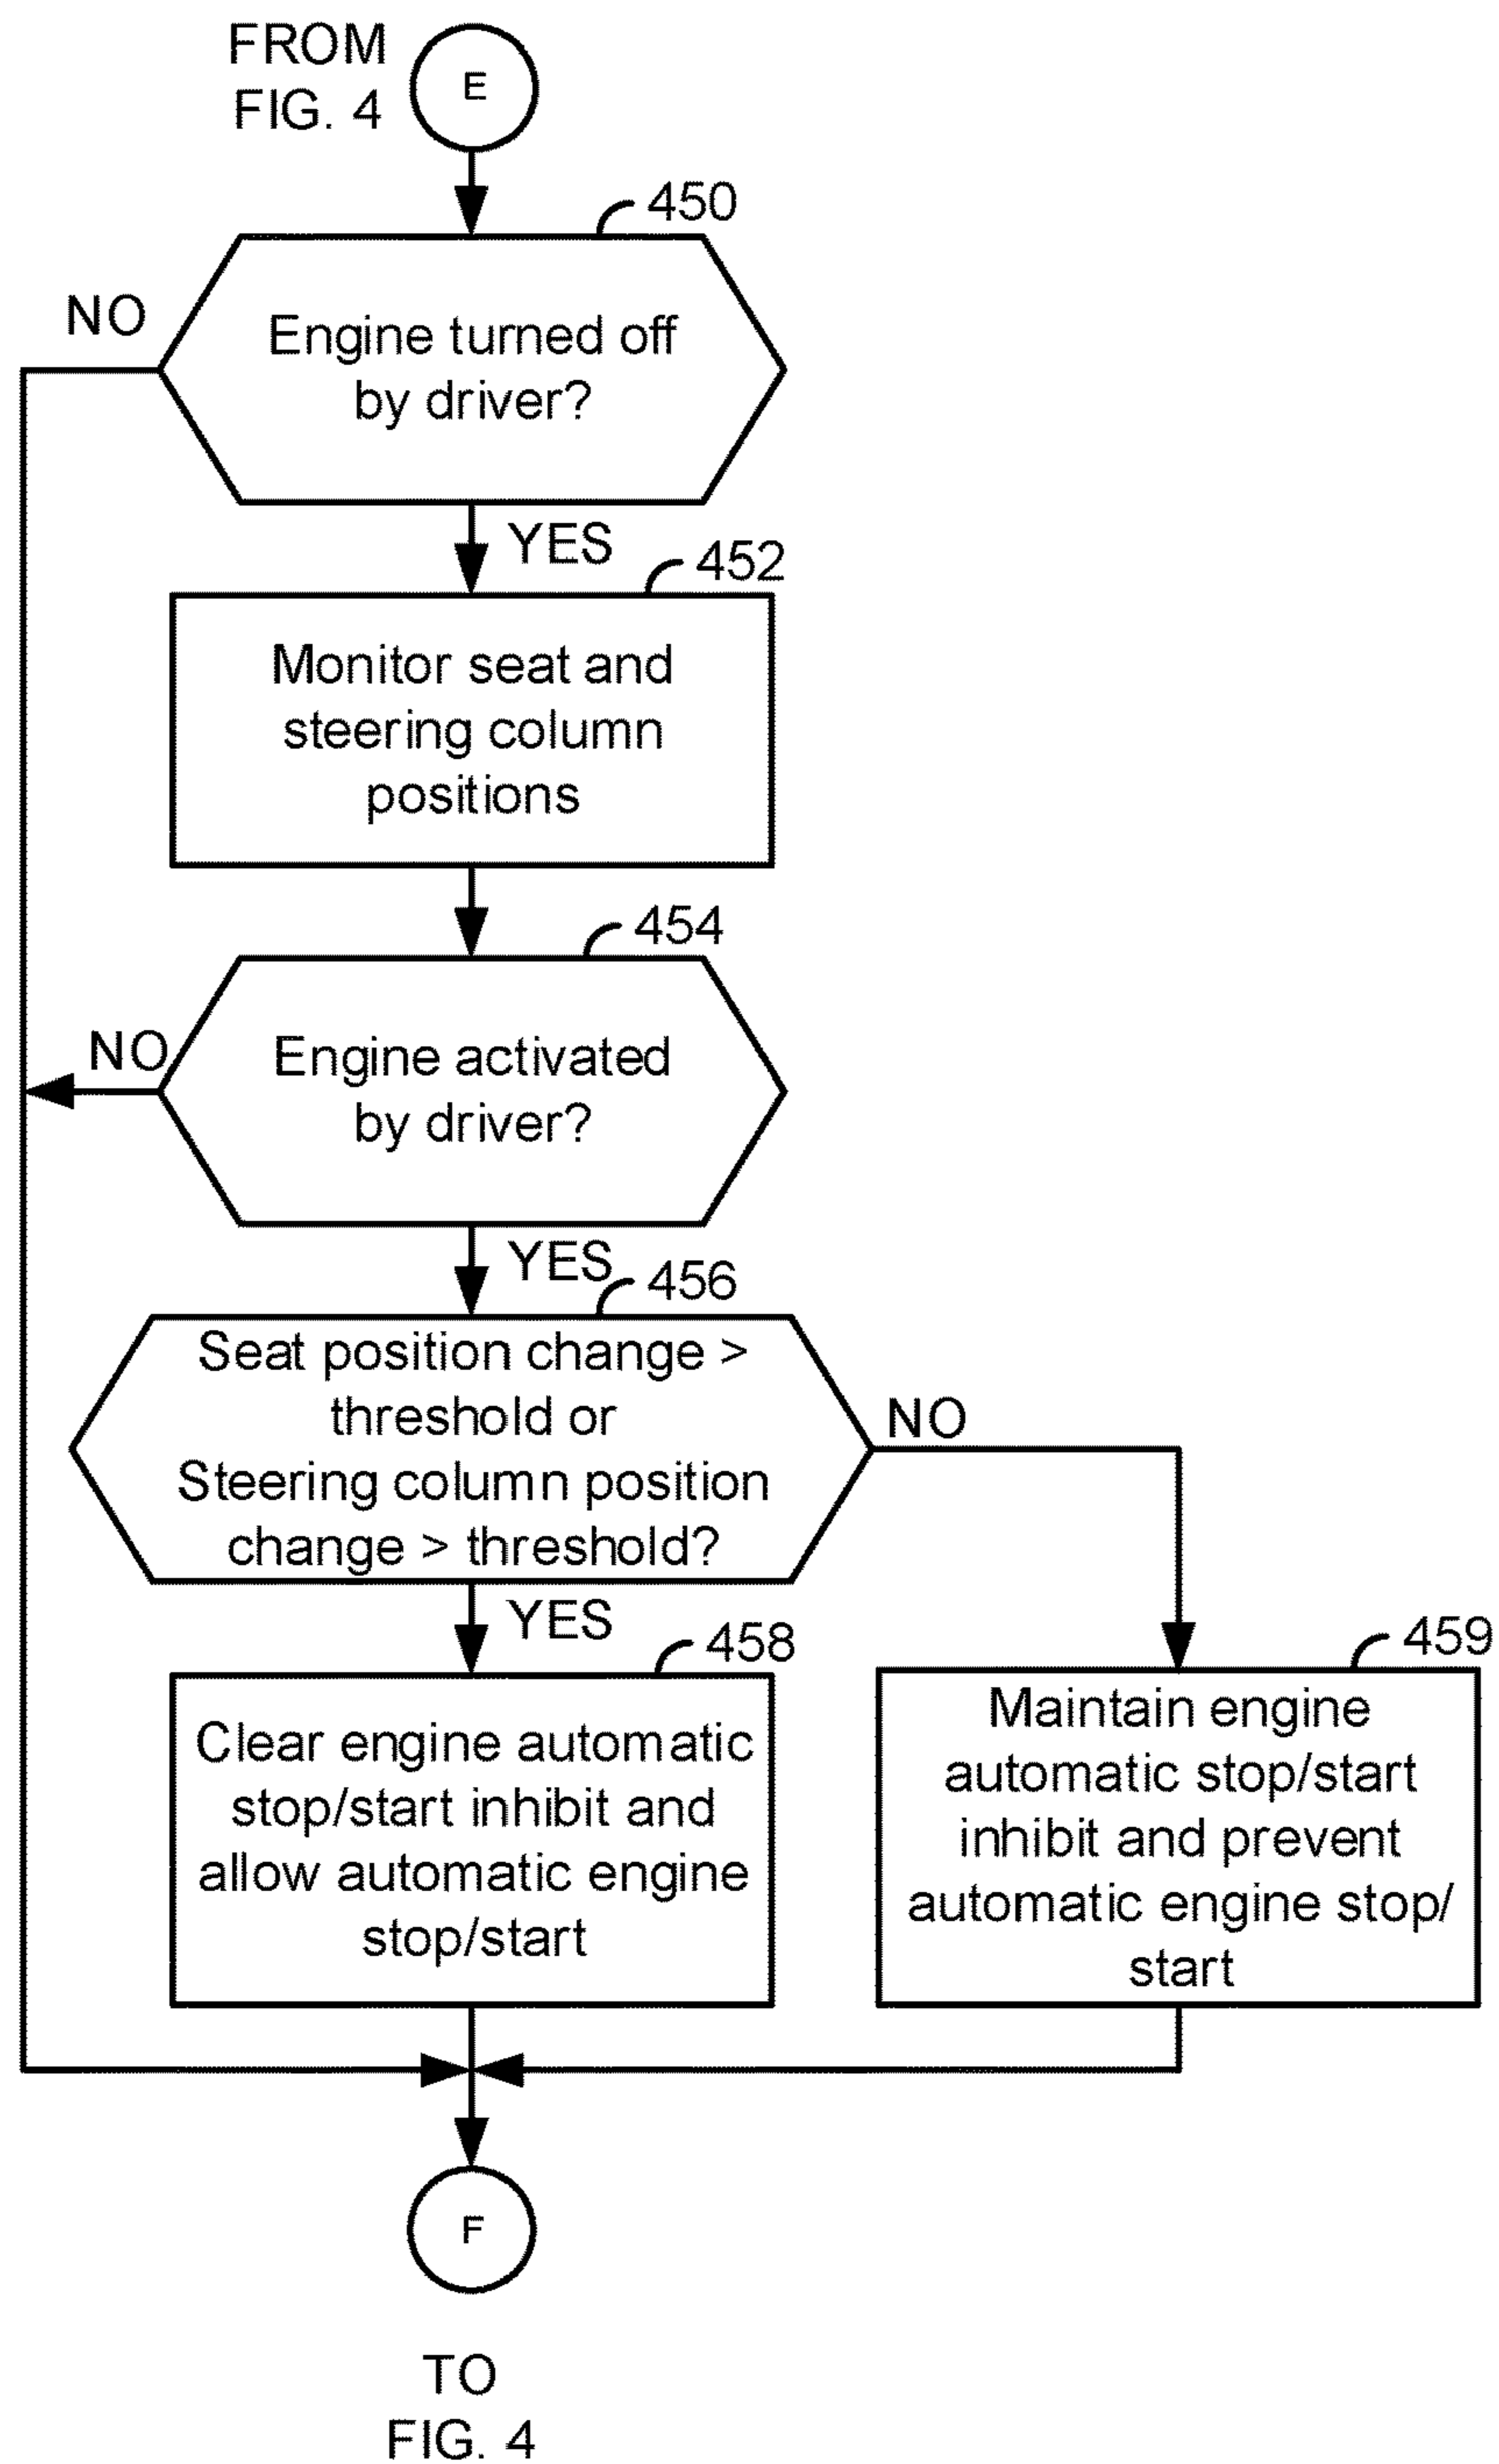 FROM
FIG. 4
E
450
Engine turned off
by driver?
NO
YES
452
Monitor seat and
steering column
positions
454
Engine activated
by driver?
NO
YES
456
Seat position change >
threshold or
Steering column position
change > threshold?
NO
YES
458
Clear engine automatic
stop/start inhibit and
allow automatic engine
stop/start
459
Maintain engine
automatic stop/start
inhibit and prevent
automatic engine stop/
start
F
TO
FIG. 4